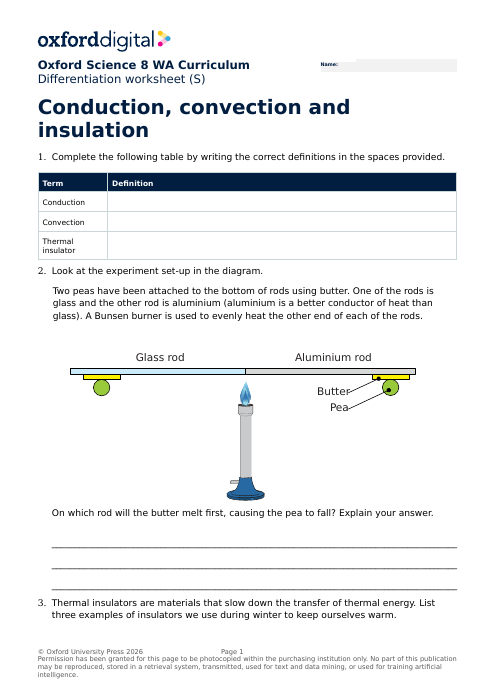 oxforddigital
Oxford Science 8 WA Curriculum
Name:
Differentiation worksheet (S)
Conduction, convection and
insulation
1. Complete the following table by writing the correct definitions in the spaces provided.
Term Definition
Conduction
Convection
Thermal
insulator
2. Look at the experiment set-up in the diagram.
Two peas have been attached to the bottom of rods using butter. One of the rods is
glass and the other rod is aluminium (aluminium is a better conductor of heat than
glass). A Bunsen burner is used to evenly heat the other end of each of the rods.
Glass rod Aluminium rod
Butter
Pea
On which rod will the butter melt first, causing the pea to fall? Explain your answer.
3. Thermal insulators are materials that slow down the transfer of thermal energy. List
three examples of insulators we use during winter to keep ourselves warm.
© Oxford University Press 2026 Page 1
Permission has been granted for this page to be photocopied within the purchasing institution only. No part of this publication
may be reproduced, stored in a retrieval system, transmitted, used for text and data mining, or used for training artificial
intelligence.